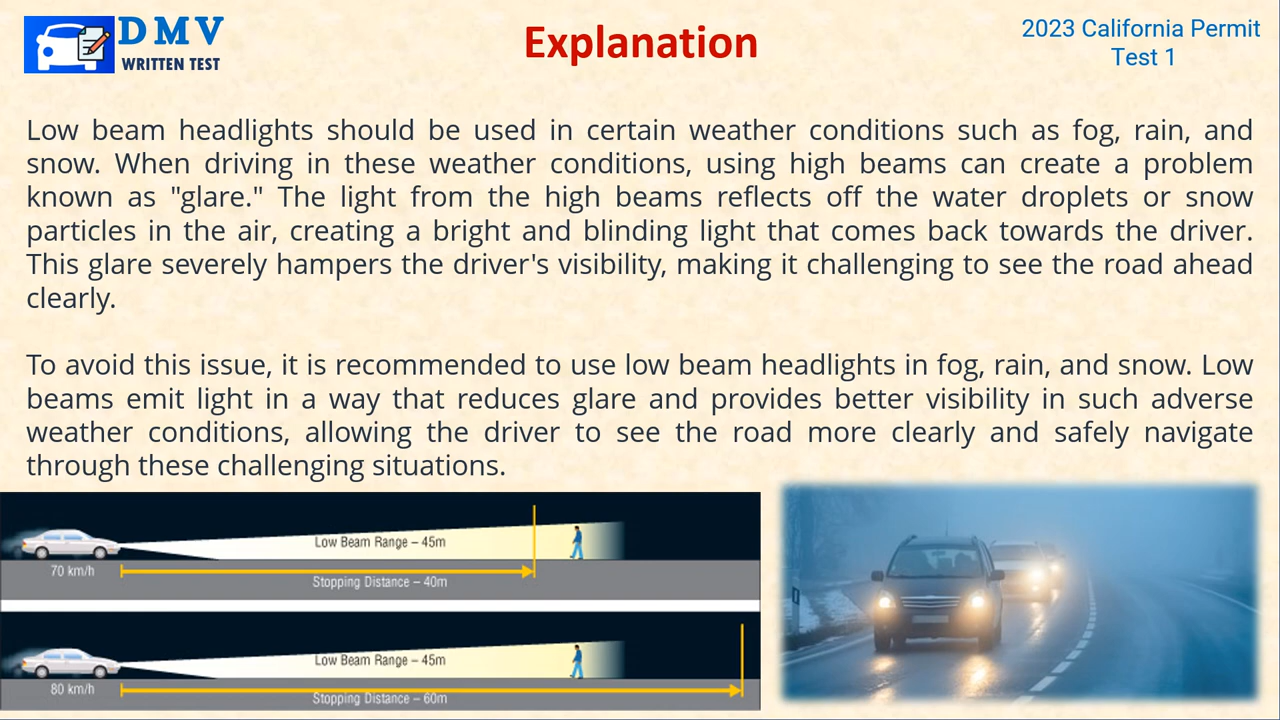 DMV
WRITTEN TEST
Explanation
2023 California Permit
Test 1
Low beam headlights should be used in certain weather conditions such as fog, rain, and
snow. When driving in these weather conditions, using high beams can create a problem
known as "glare." The light from the high beams reflects off the water droplets or snow
particles in the air, creating a bright and blinding light that comes back towards the driver.
This glare severely hampers the driver's visibility, making it challenging to see the road ahead
clearly.
To avoid this issue, it is recommended to use low beam headlights in fog, rain, and snow. Low
beams emit light in a way that reduces glare and provides better visibility in such adverse
weather conditions, allowing the driver to see the road more clearly and safely navigate
through these challenging situations.
Low Beam Range – 45m
70 km/h
Stopping Distance – 40m
Low Beam Range – 45m
80 km/h
Stopping Distance – 60m